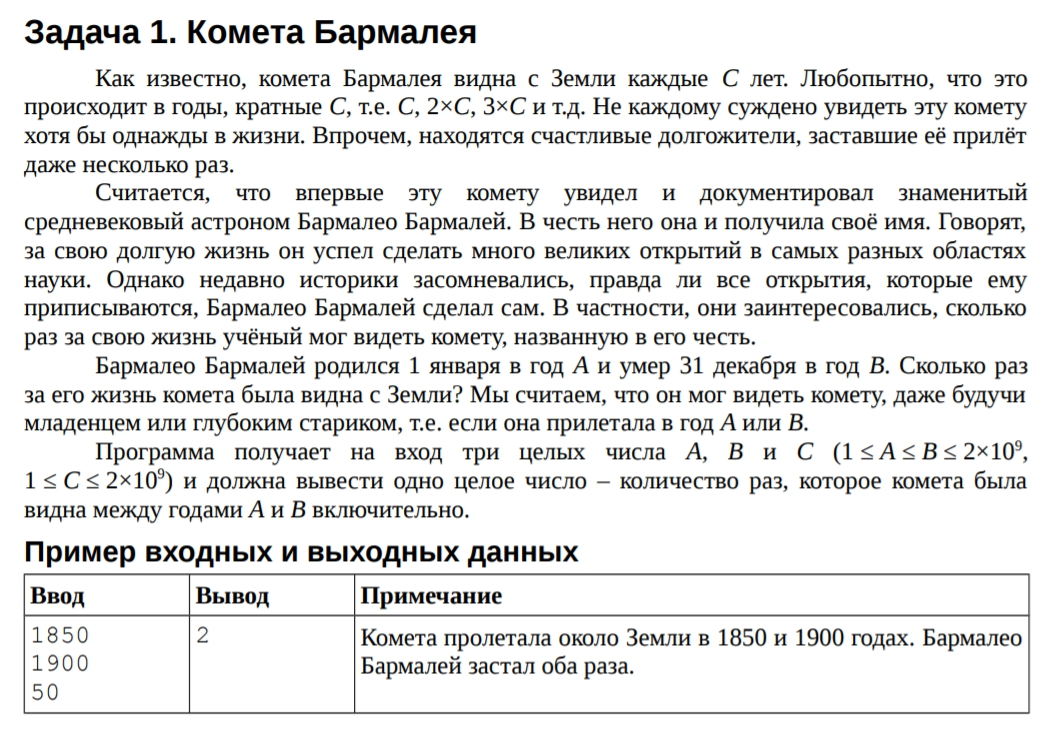 Задача 1. Комета Бармалея
Как известно, комета Бармалея видна с Земли каждые C лет. Любопытно, что это
происходит в годы, кратные C, т.е. C, 2×C, 3×C и т.д. Не каждому суждено увидеть эту комету
хотя бы однажды в жизни. Впрочем, находятся счастливые долгожители, заставшие её прилёт
даже несколько раз.
Считается, что впервые эту комету увидел и документировал знаменитый
средневековый астроном Бармалео Бармалей. В честь него она и получила своё имя. Говорят,
за свою долгую жизнь он успел сделать много великих открытий в самых разных областях
науки. Однако недавно историки засомневались, правда ли все открытия, которые ему
приписываются, Бармалео Бармалей сделал сам. В частности, они заинтересовались, сколько
раз за свою жизнь учёный мог видеть комету, названную в его честь.
Бармалео Бармалей родился 1 января в год A и умер 31 декабря в год B. Сколько раз
за его жизнь комета была видна с Земли? Мы считаем, что он мог видеть комету, даже будучи
младенцем или глубоким стариком, т.е. если она прилетала в год A или B.
Программа получает на вход три целых числа A, B и C (1 ≤ A ≤ B ≤ 2×10⁹,
1 ≤ C ≤ 2×10⁹) и должна вывести одно целое число – количество раз, которое комета была
видна между годами A и B включительно.
Пример входных и выходных данных
Ввод Вывод Примечание
1850 2 Комета пролетала около Земли в 1850 и 1900 годах. Бармалео
1900 Бармалей застал оба раза.
50